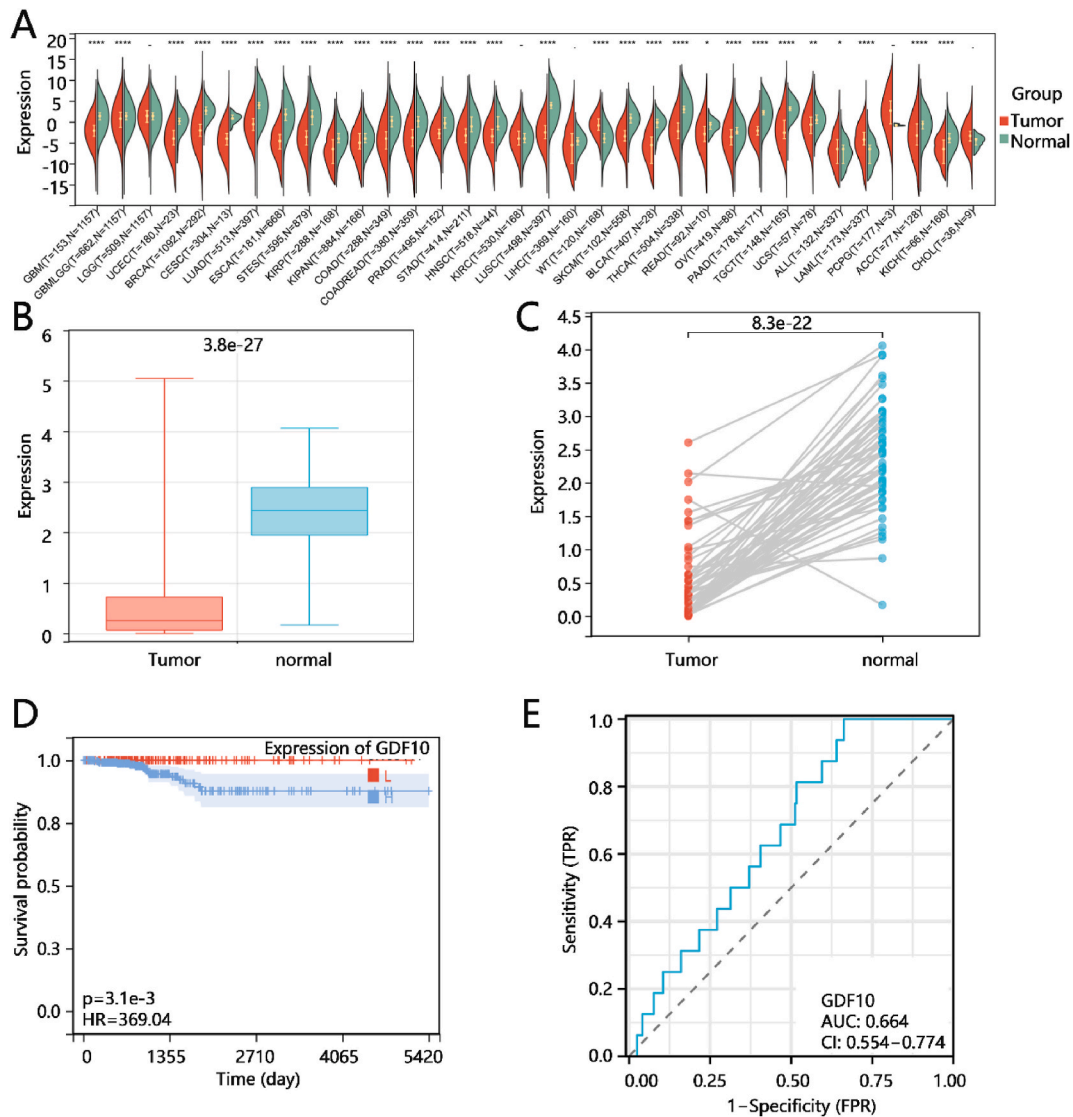 A
Expression
20
15
10
5
0
-5
-10
-15
**** **** - **** **** **** **** **** **** **** **** **** **** **** **** **** - **** - **** **** **** **** * **** **** **** ** * **** - **** **** -
Group
Tumor
Normal
GBM(T=153,N=1157)
GBMLGG(T=662,N=1157)
LGG(T=509,N=1157)
UCEC(T=180,N=23)
BRCA(T=1092,N=292)
CESC(T=304,N=13)
LUAD(T=513,N=397)
ESCA(T=181,N=668)
STES(T=595,N=879)
KIRP(T=288,N=168)
KIPAN(T=884,N=168)
COAD(T=288,N=349)
COADREAD(T=380,N=359)
PRAD(T=495,N=152)
STAD(T=414,N=211)
HNSC(T=518,N=44)
KIRC(T=530,N=168)
LUSC(T=498,N=397)
LIHC(T=369,N=160)
WT(T=120,N=168)
SKCM(T=102,N=558)
BLCA(T=407,N=28)
THCA(T=504,N=338)
READ(T=92,N=10)
OV(T=419,N=88)
PAAD(T=178,N=171)
TGCT(T=148,N=165)
UCS(T=57,N=78)
ALL(T=132,N=337)
LAML(T=173,N=337)
PCPG(T=177,N=3)
ACC(T=77,N=128)
KICH(T=66,N=168)
CHOL(T=36,N=9)
B
Expression
6
5
4
3
2
1
0
3.8e-27
Tumor normal
C
Expression
4.5
4.0
3.5
3.0
2.5
2.0
1.5
1.0
0.5
0.0
8.3e-22
Tumor normal
D
Survival probability
1.0
0.8
0.5
0.3
0.0
Expression of GDF10
L
H
p=3.1e-3
HR=369.04
0 1355 2710 4065 5420
Time (day)
E
Sensitivity (TPR)
1.0
0.8
0.6
0.4
0.2
0.0
GDF10
AUC: 0.664
CI: 0.554–0.774
0.00 0.25 0.50 0.75 1.00
1–Specificity (FPR)